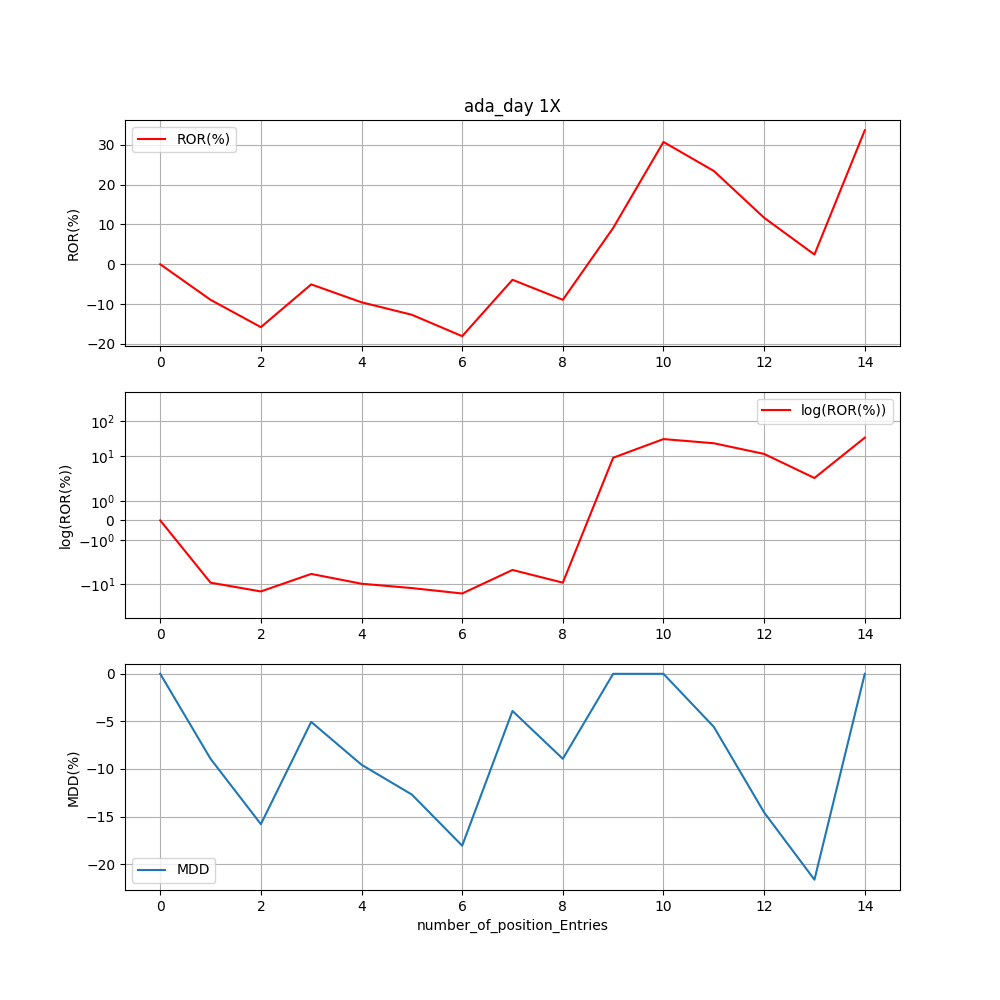 ada_day 1X
ROR(%)
ROR(%)
30
20
10
0
−10
−20
0 2 4 6 8 10 12 14
log(ROR(%))
log(ROR(%))
10²
10¹
10⁰
0
−10⁰
−10¹
0 2 4 6 8 10 12 14
MDD(%)
0
−5
−10
−15
−20
MDD
0 2 4 6 8 10 12 14
number_of_position_Entries